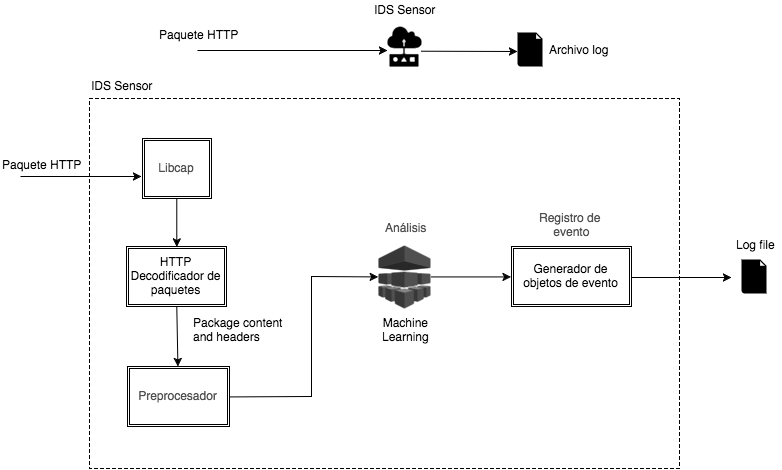 IDS Sensor
Paquete HTTP
Archivo log
IDS Sensor
Paquete HTTP
Libcap
HTTP
Decodificador de
paquetes
Package content
and headers
Preprocesador
Análisis
Machine
Learning
Registro de
evento
Generador de
objetos de evento
Log file